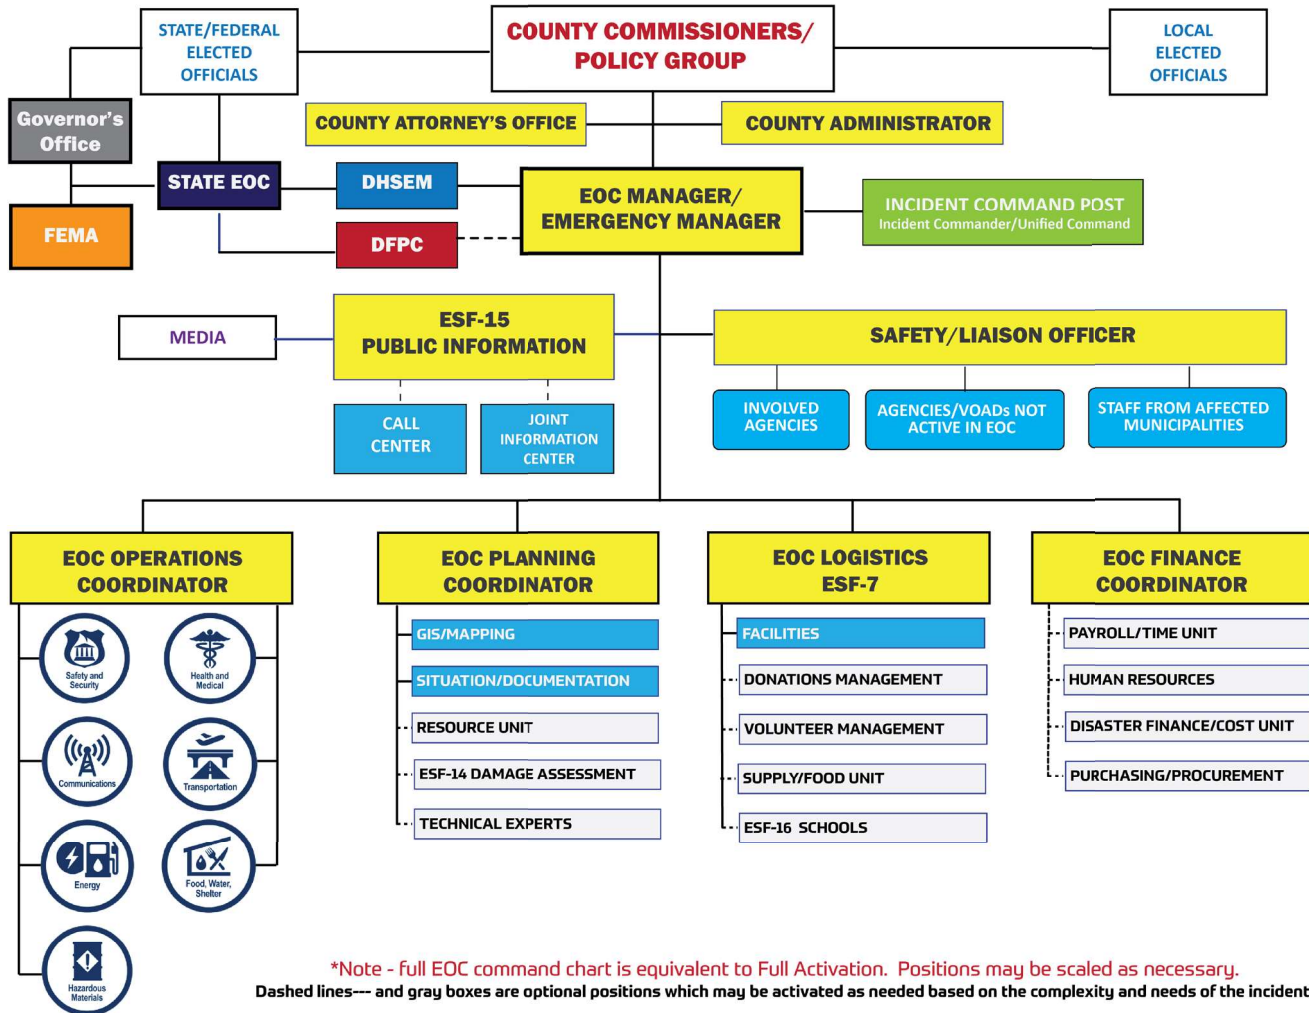 STATE/FEDERAL
ELECTED
OFFICIALS
COUNTY COMMISSIONERS/
POLICY GROUP
LOCAL
ELECTED
OFFICIALS
Governor's
Office
COUNTY ATTORNEY'S OFFICE
COUNTY ADMINISTRATOR
STATE EOC
DHSEM
EOC MANAGER/
EMERGENCY MANAGER
INCIDENT COMMAND POST
Incident Commander/Unified Command
FEMA
DFPC
MEDIA
ESF-15
PUBLIC INFORMATION
SAFETY/LIAISON OFFICER
CALL
CENTER
JOINT
INFORMATION
CENTER
INVOLVED
AGENCIES
AGENCIES/VOADs NOT
ACTIVE IN EOC
STAFF FROM AFFECTED
MUNICIPALITIES
EOC OPERATIONS
COORDINATOR
Safety and
Security
Health and
Medical
Communications
Transportation
Energy
Food, Water,
Shelter
Hazardous
Materials
EOC PLANNING
COORDINATOR
GIS/MAPPING
SITUATION/DOCUMENTATION
RESOURCE UNIT
ESF-14 DAMAGE ASSESSMENT
TECHNICAL EXPERTS
EOC LOGISTICS
ESF-7
FACILITIES
DONATIONS MANAGEMENT
VOLUNTEER MANAGEMENT
SUPPLY/FOOD UNIT
ESF-16 SCHOOLS
EOC FINANCE
COORDINATOR
PAYROLL/TIME UNIT
HUMAN RESOURCES
DISASTER FINANCE/COST UNIT
PURCHASING/PROCUREMENT
*Note - full EOC command chart is equivalent to Full Activation. Positions may be scaled as necessary.
Dashed lines--- and gray boxes are optional positions which may be activated as needed based on the complexity and needs of the incident